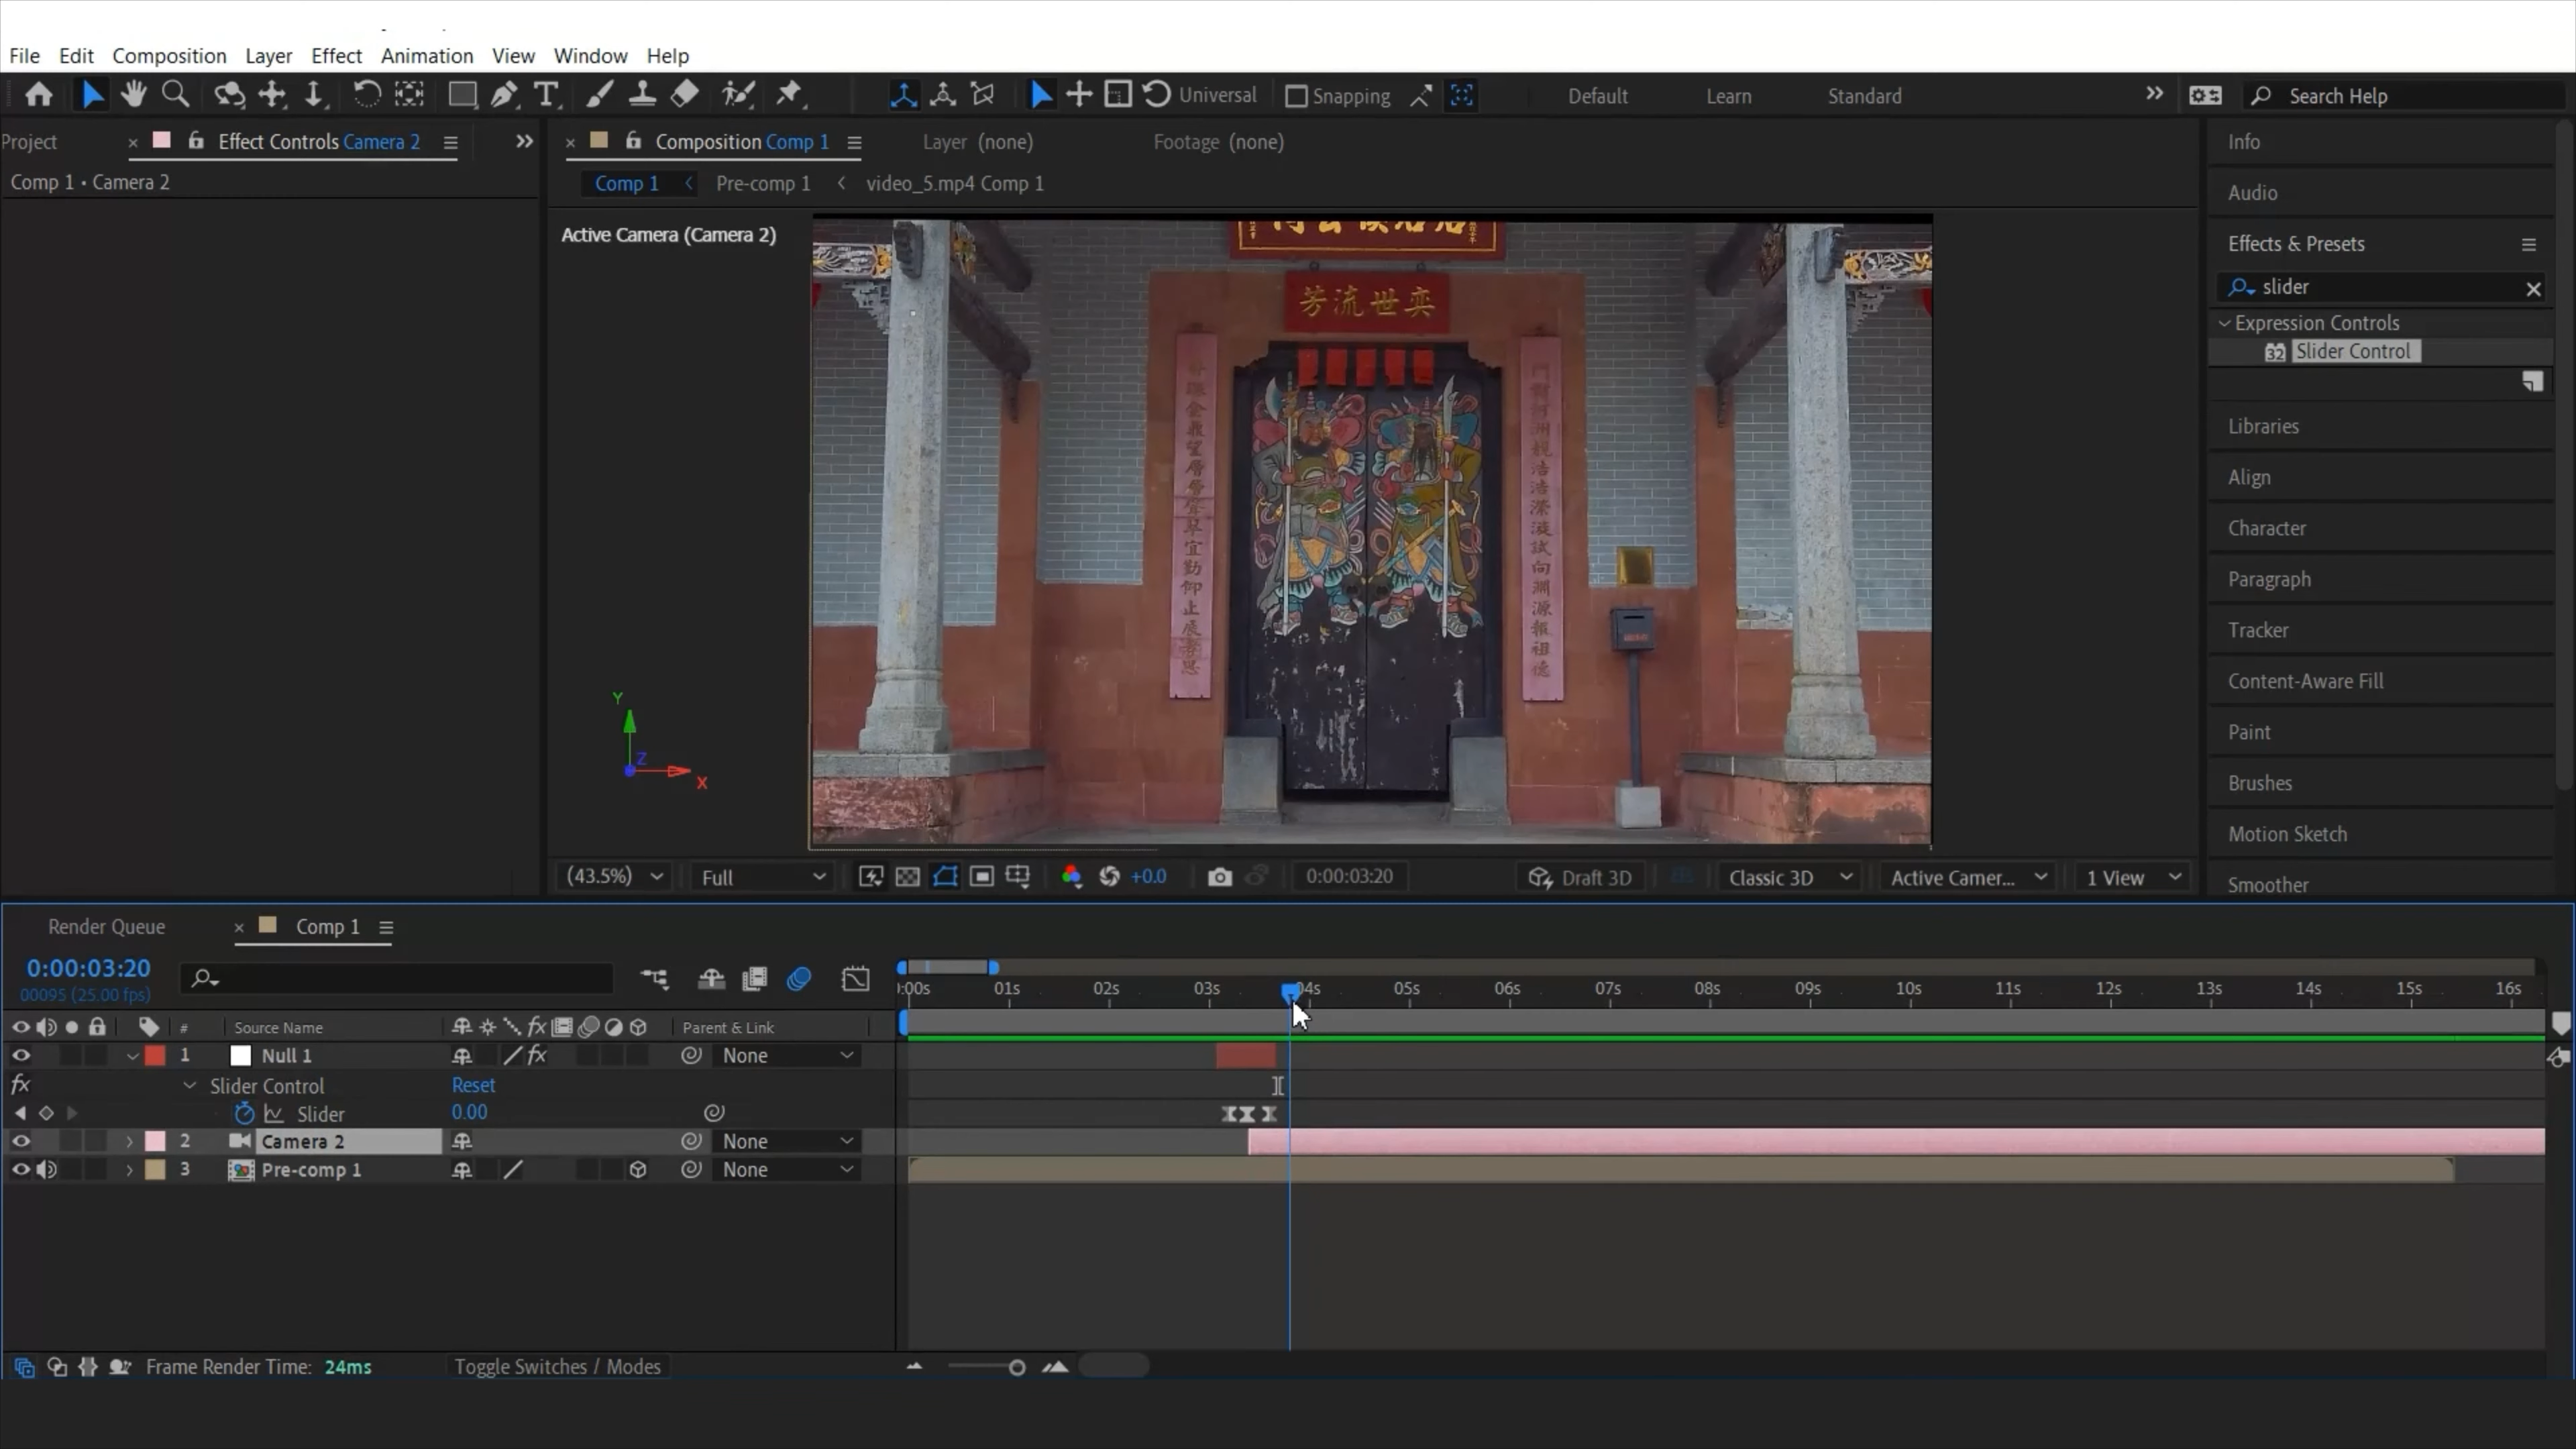 File Edit Composition Layer Effect Animation View Window Help
Universal Snapping Default Learn Standard Search Help
Project Effect Controls Camera 2 Composition Comp 1 Layer (none) Footage (none) Info
Comp 1 • Camera 2 Comp 1 Pre-comp 1 video_5.mp4 Comp 1
Audio
Active Camera (Camera 2)
Effects & Presets
slider
Expression Controls
32 Slider Control
芳流世奕
Libraries
Align
Character
Paragraph
Tracker
Content-Aware Fill
Paint
Brushes
Motion Sketch
Smoother
Y
Z
X
(43.5%) Full +0.0 0:00:03:20 Draft 3D Classic 3D Active Camer... 1 View
Render Queue Comp 1
0:00:03:20
00095 (25.00 fps)
:00s 01s 02s 03s 04s 05s 06s 07s 08s 09s 10s 11s 12s 13s 14s 15s 16s
# Source Name fx Parent & Link
1 Null 1 fx None
fx Slider Control Reset
Slider 0.00
2 Camera 2 None
3 Pre-comp 1 None
Frame Render Time: 24ms Toggle Switches / Modes